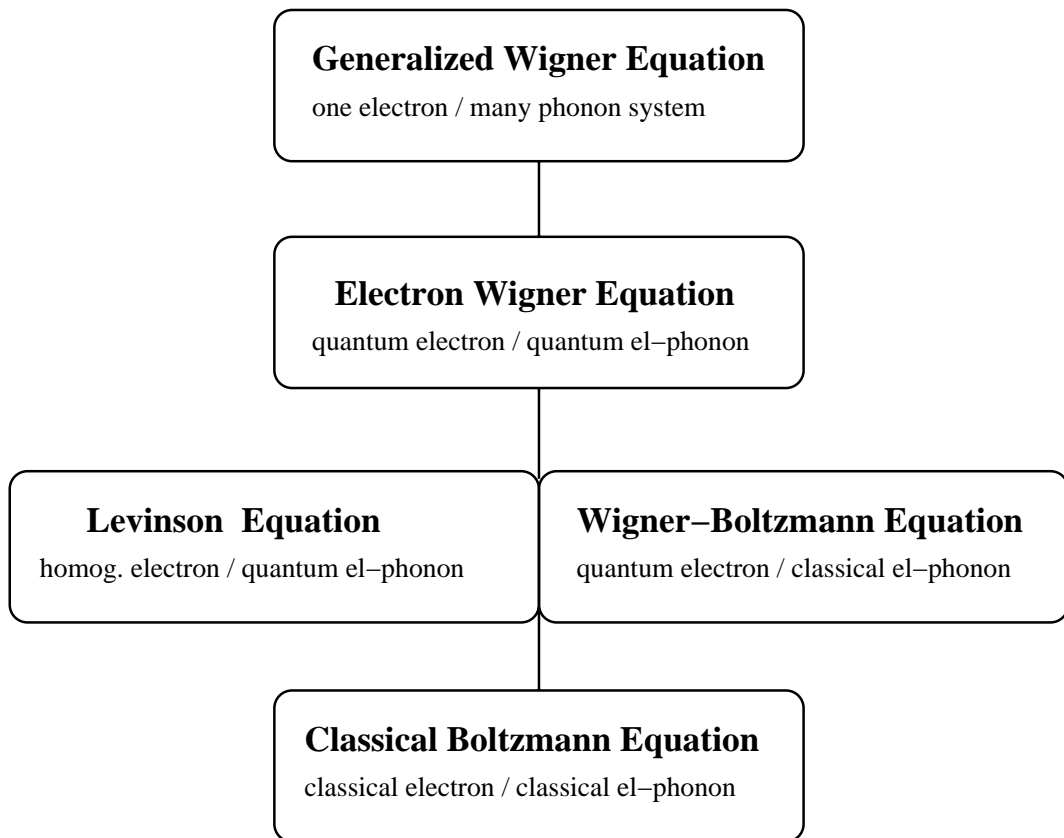 Generalized Wigner Equation
one electron / many phonon system
Electron Wigner Equation
quantum electron / quantum el−phonon
Levinson Equation
homog. electron / quantum el−phonon
Wigner−Boltzmann Equation
quantum electron / classical el−phonon
Classical Boltzmann Equation
classical electron / classical el−phonon